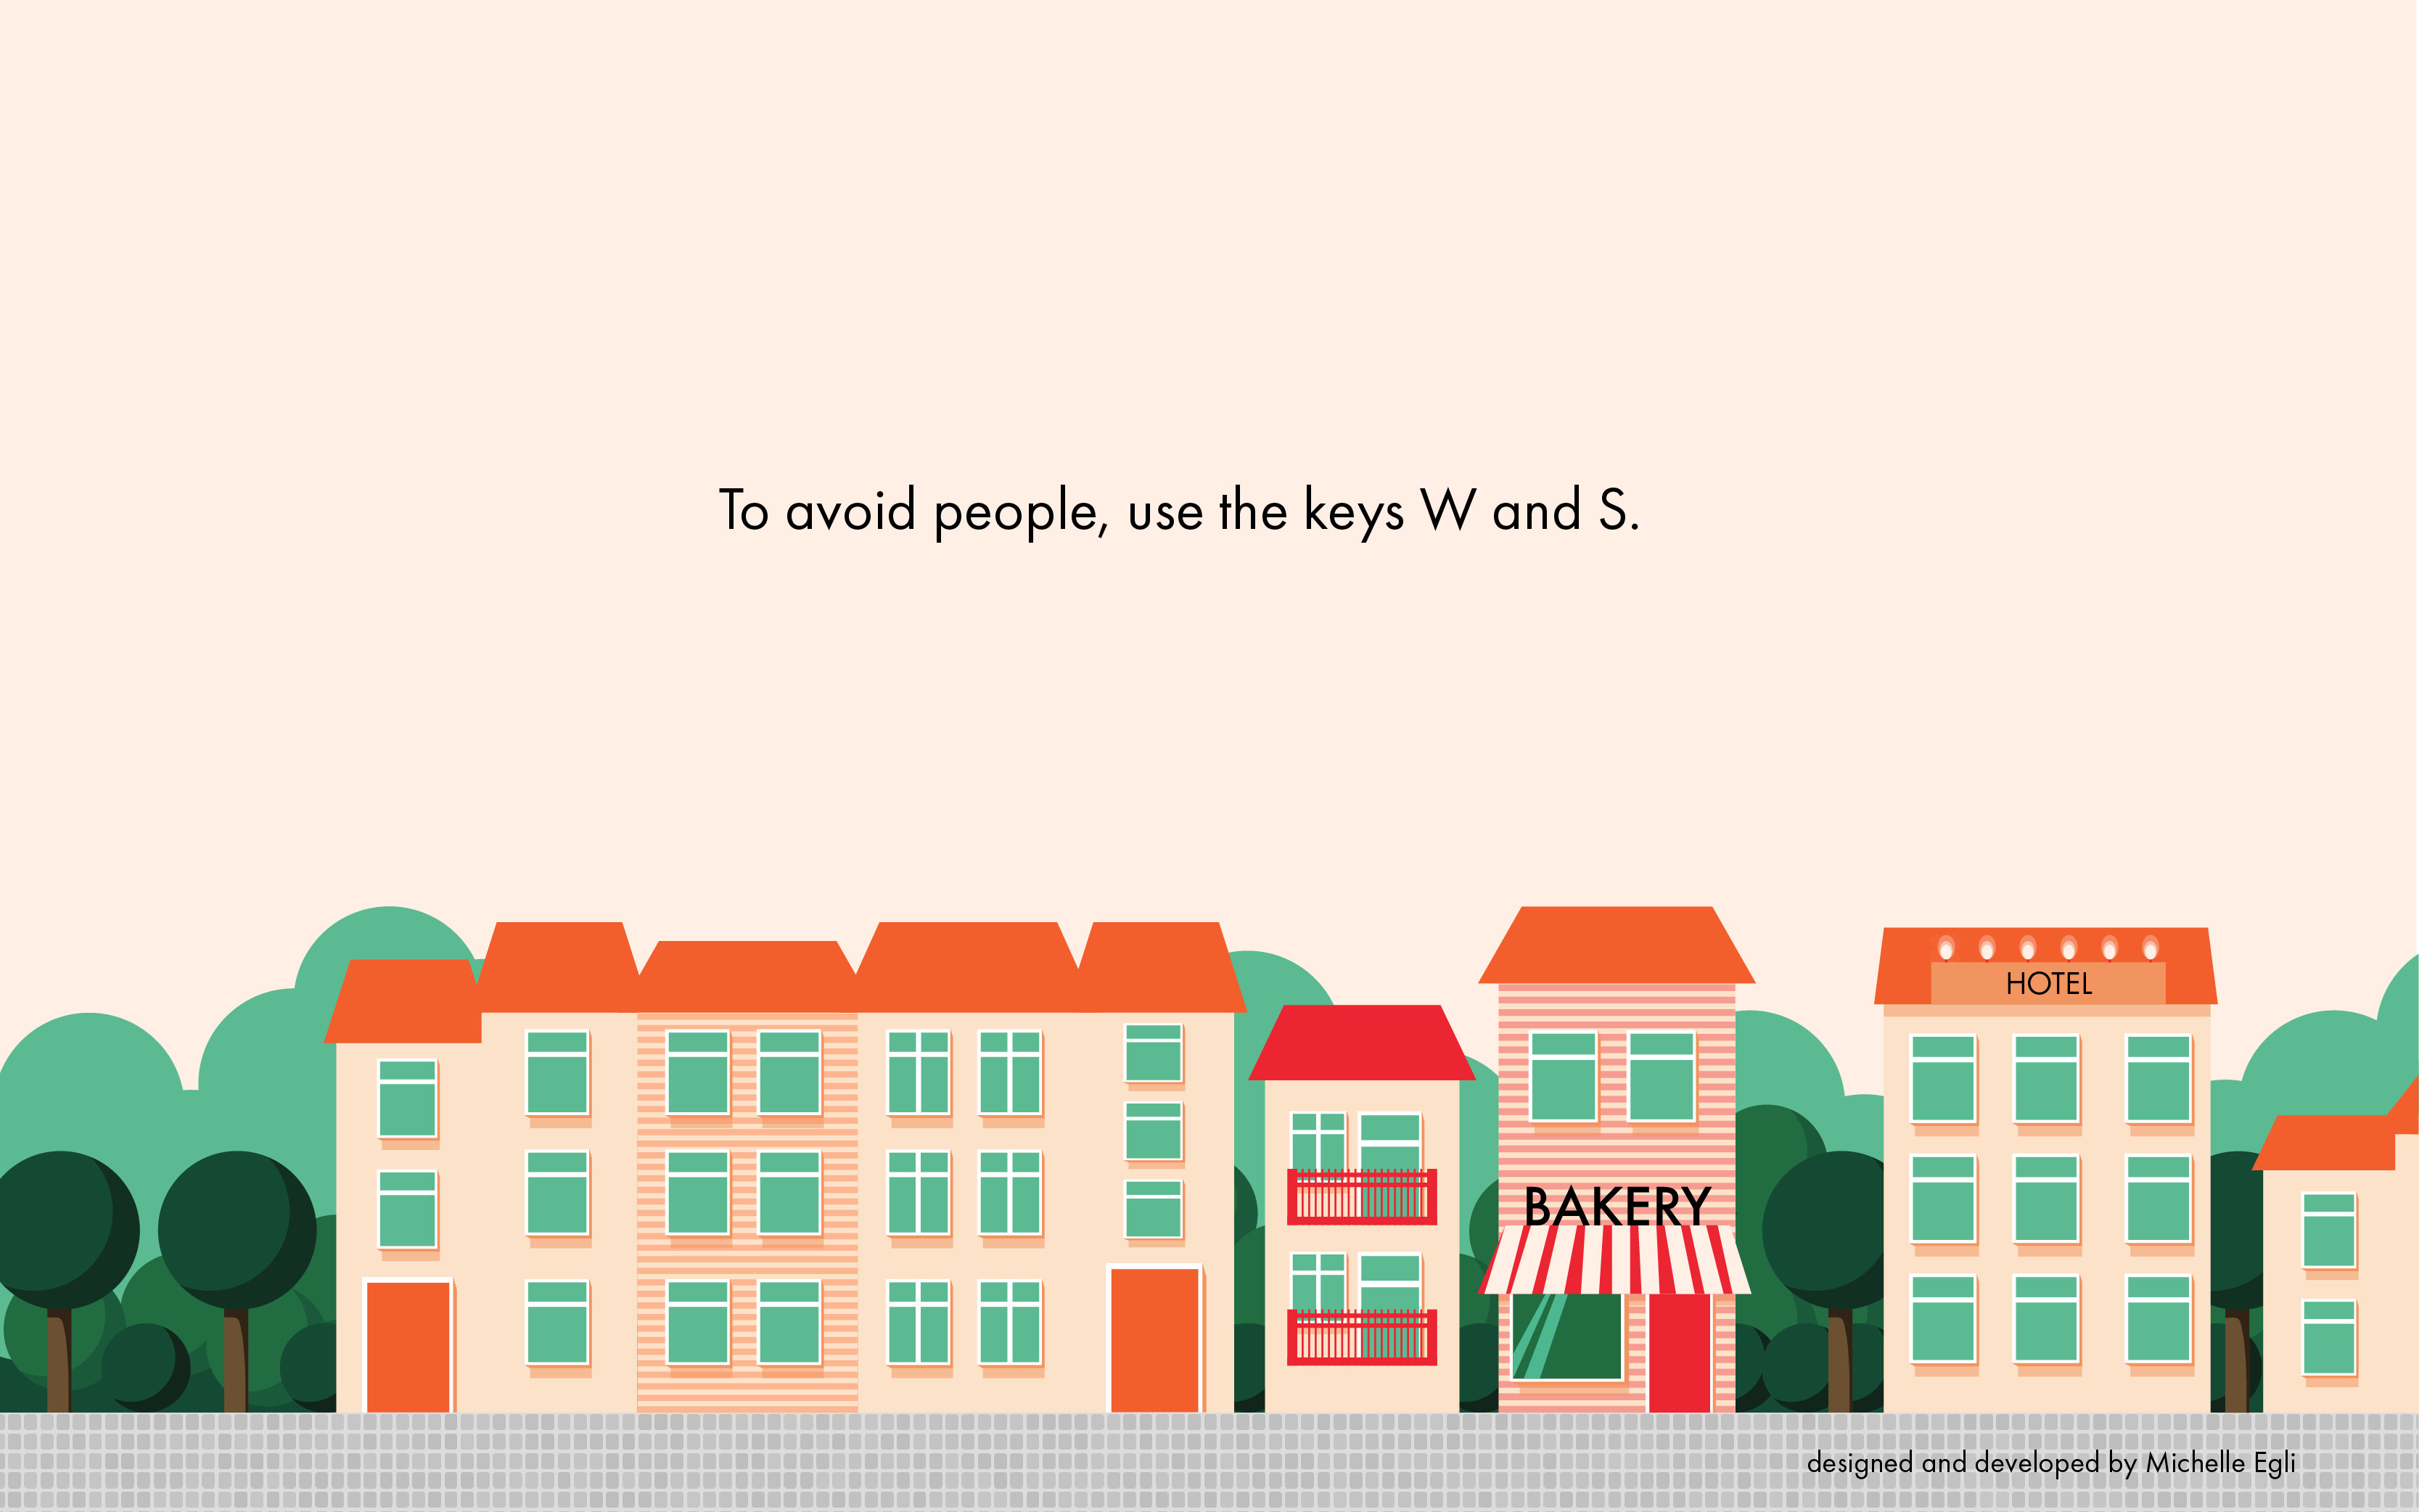 To avoid people, use the keys W and S.
HOTEL
BAKERY
designed and developed by Michelle Egli